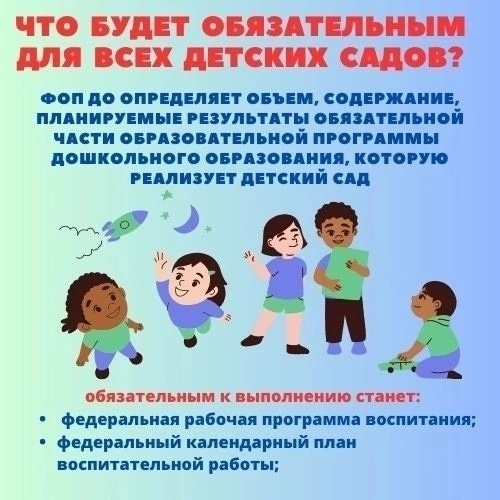 ЧТО БУДЕТ ОБЯЗАТЕЛЬНЫМ
ДЛЯ ВСЕХ ДЕТСКИХ САДОВ?
ФОП ДО ОПРЕДЕЛЯЕТ ОБЪЕМ, СОДЕРЖАНИЕ,
ПЛАНИРУЕМЫЕ РЕЗУЛЬТАТЫ ОБЯЗАТЕЛЬНОЙ
ЧАСТИ ОБРАЗОВАТЕЛЬНОЙ ПРОГРАММЫ
ДОШКОЛЬНОГО ОБРАЗОВАНИЯ, КОТОРУЮ
РЕАЛИЗУЕТ ДЕТСКИЙ САД
обязательным к выполнению станет:
• федеральная рабочая программа воспитания;
• федеральный календарный план
воспитательной работы;